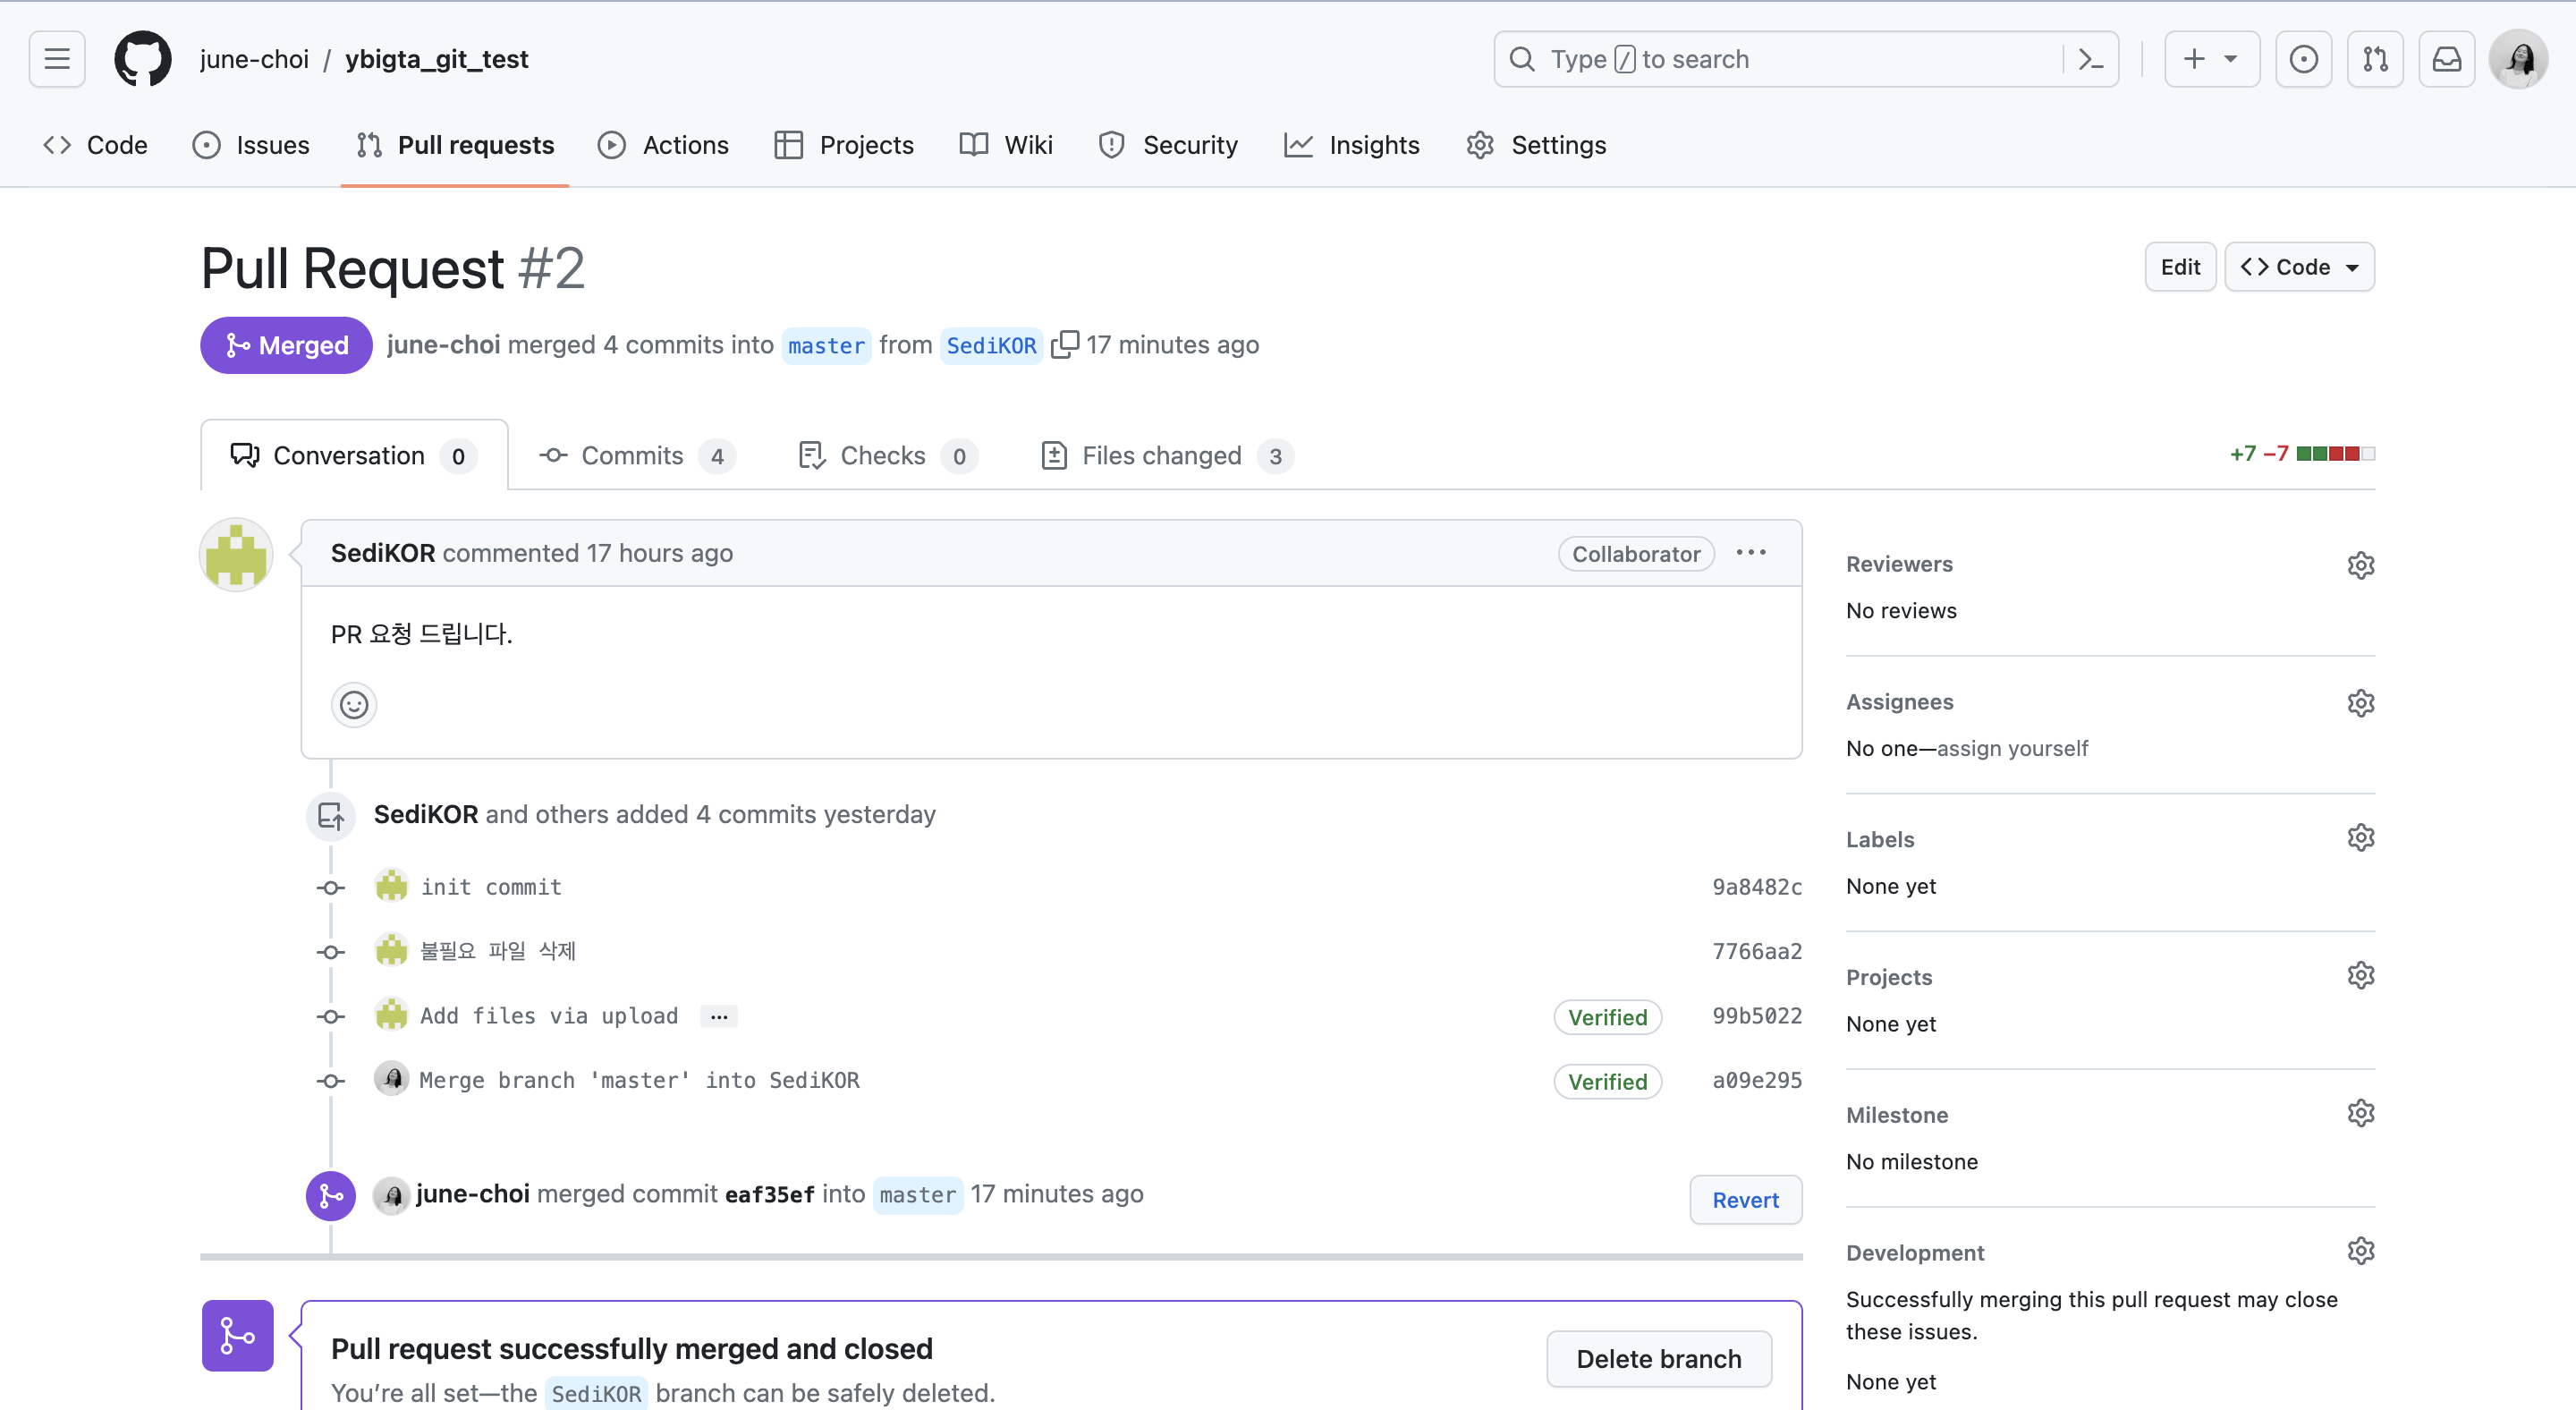 june-choi / ybigta_git_test
Type / to search
Code
Issues
Pull requests
Actions
Projects
Wiki
Security
Insights
Settings
Pull Request #2
Edit
Code
Merged
june-choi merged 4 commits into master from SediKOR 17 minutes ago
Conversation 0
Commits 4
Checks 0
Files changed 3
+7 −7
SediKOR commented 17 hours ago
Collaborator
PR 요청 드립니다.
SediKOR and others added 4 commits yesterday
init commit 9a8482c
불필요 파일 삭제 7766aa2
Add files via upload ... Verified 99b5022
Merge branch 'master' into SediKOR Verified a09e295
june-choi merged commit eaf35ef into master 17 minutes ago
Revert
Pull request successfully merged and closed
You’re all set—the SediKOR branch can be safely deleted.
Delete branch
Reviewers
No reviews
Assignees
No one—assign yourself
Labels
None yet
Projects
None yet
Milestone
No milestone
Development
Successfully merging this pull request may close
these issues.
None yet